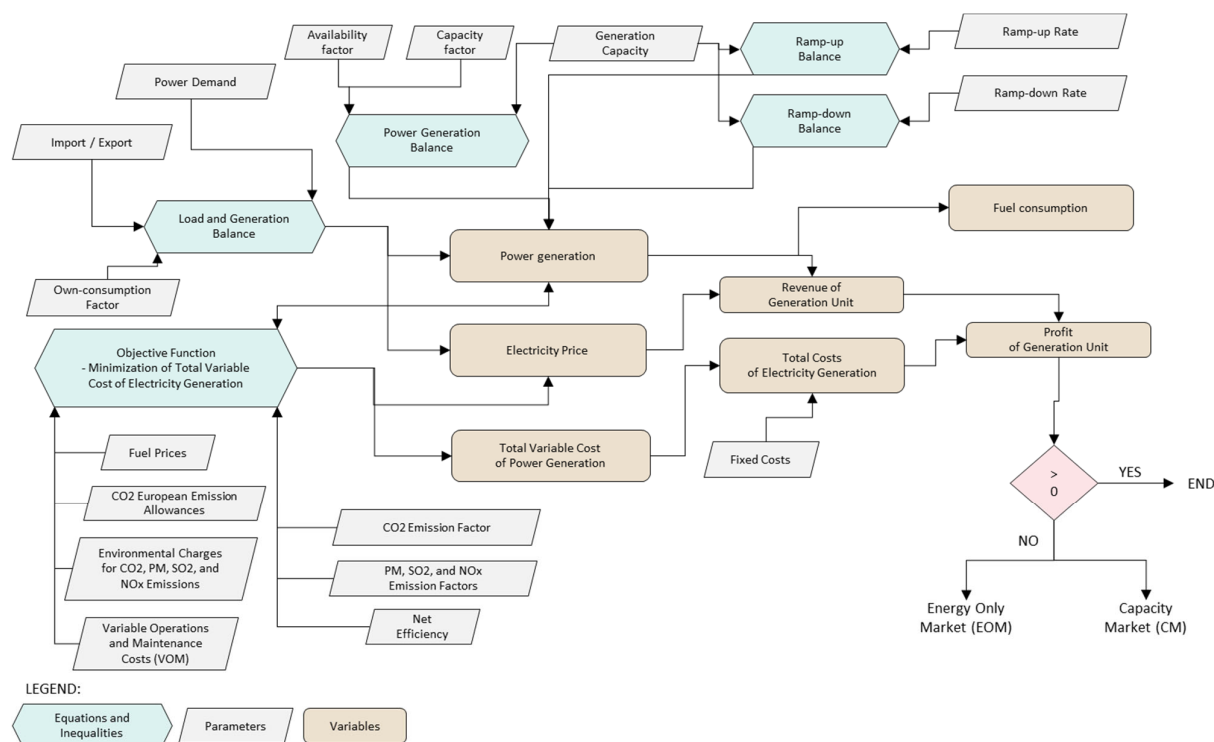 Availability
factor
Capacity
factor
Generation
Capacity
Ramp-up
Balance
Ramp-up Rate
Power Demand
Ramp-down Rate
Ramp-down
Balance
Power Generation
Balance
Import / Export
Load and Generation
Balance
Fuel consumption
Power generation
Own-consumption
Factor
Revenue of
Generation Unit
Objective Function
- Minimization of Total Variable
Cost of Electricity Generation
Electricity Price
Total Costs
of Electricity Generation
Profit
of Generation Unit
Total Variable Cost
of Power Generation
Fixed Costs
Fuel Prices
CO2 European Emission
Allowances
Environmental Charges
for CO2, PM, SO2, and
NOx Emissions
Variable Operations
and Maintenance
Costs (VOM)
CO2 Emission Factor
PM, SO2, and NOx
Emission Factors
Net
Efficiency
>
0
YES
END
NO
Energy Only
Market (EOM)
Capacity
Market (CM)
LEGEND:
Equations and
Inequalities
Parameters
Variables